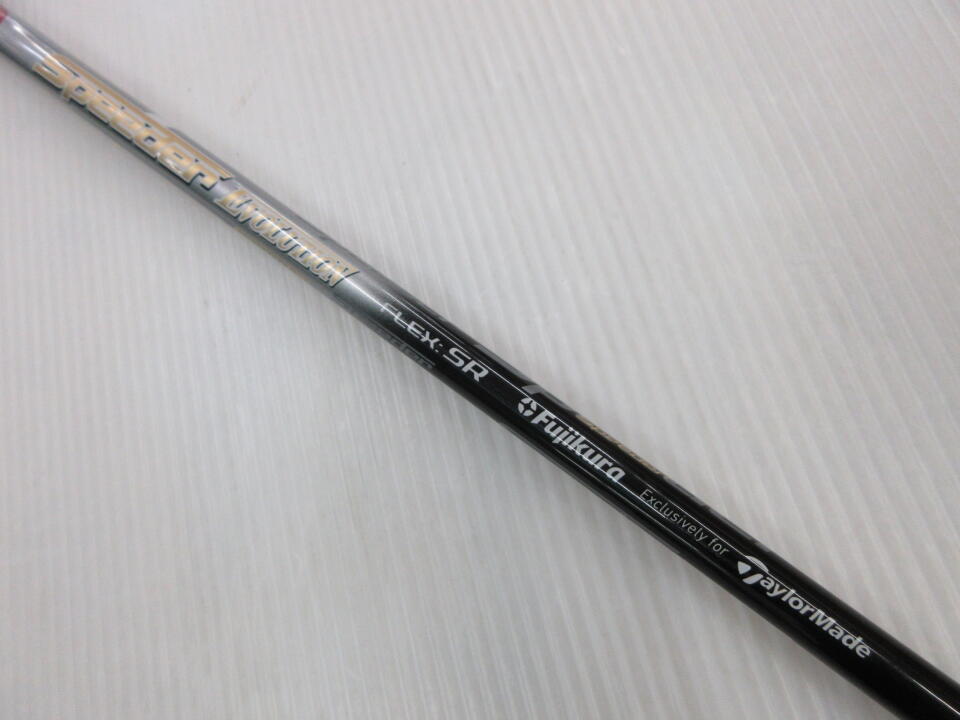 Speeder EVOLUTION
FLEX: SR
Fujikura
Exclusively for
TaylorMade